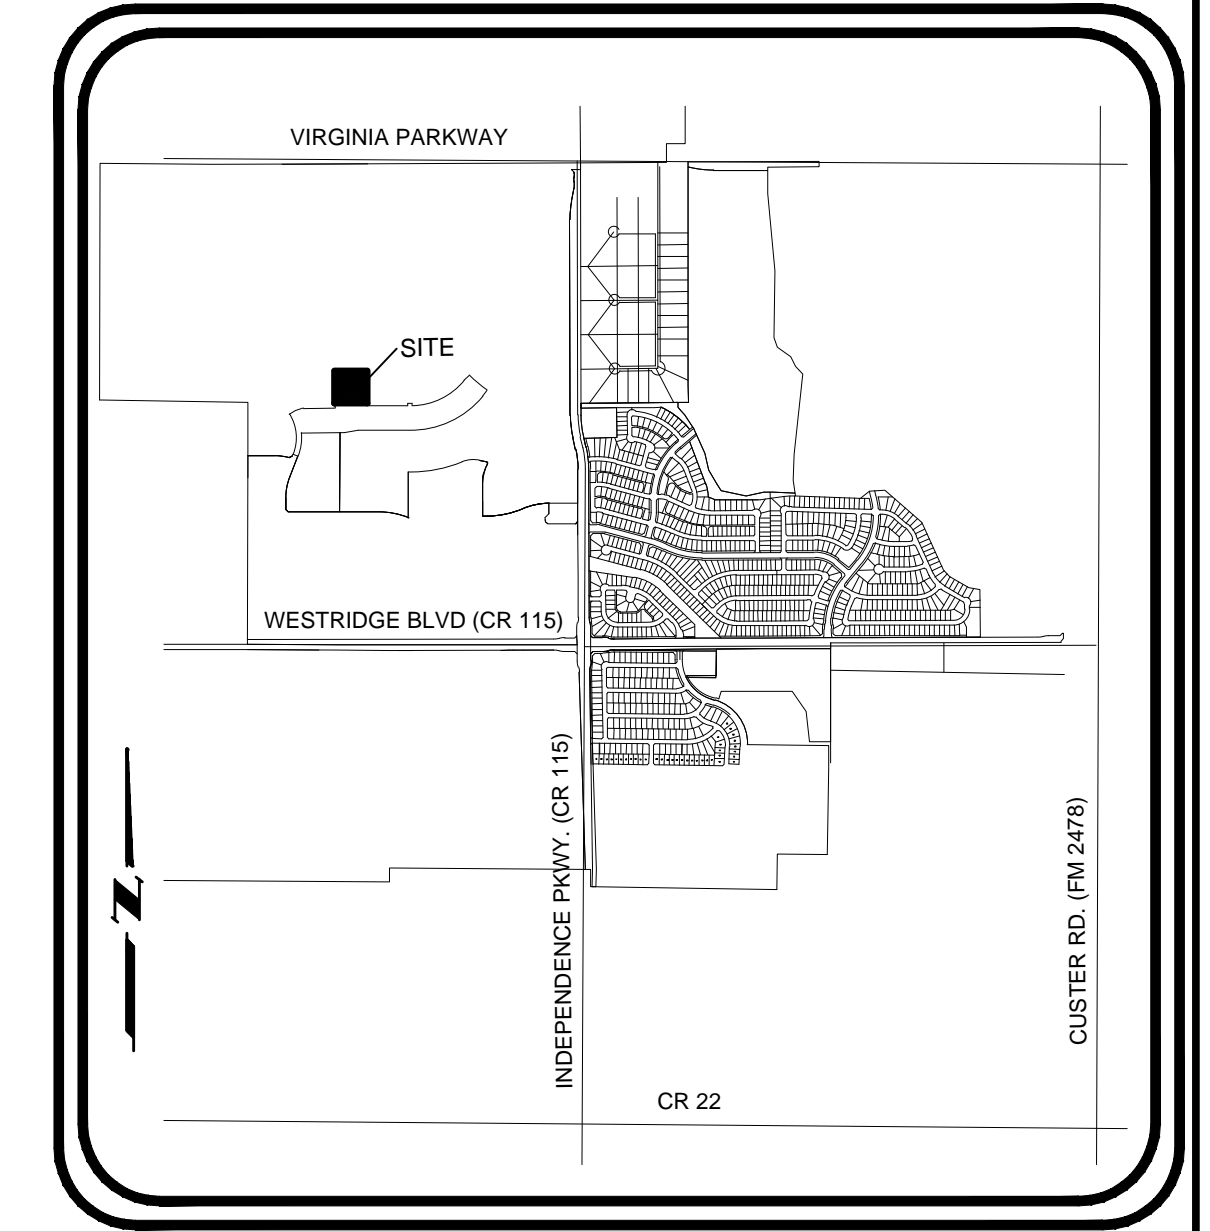 VIRGINIA PARKWAY
SITE
WESTRIDGE BLVD (CR 115)
INDEPENDENCE PKWY. (CR 115)
CUSTER RD. (FM 2478)
N
CR 22